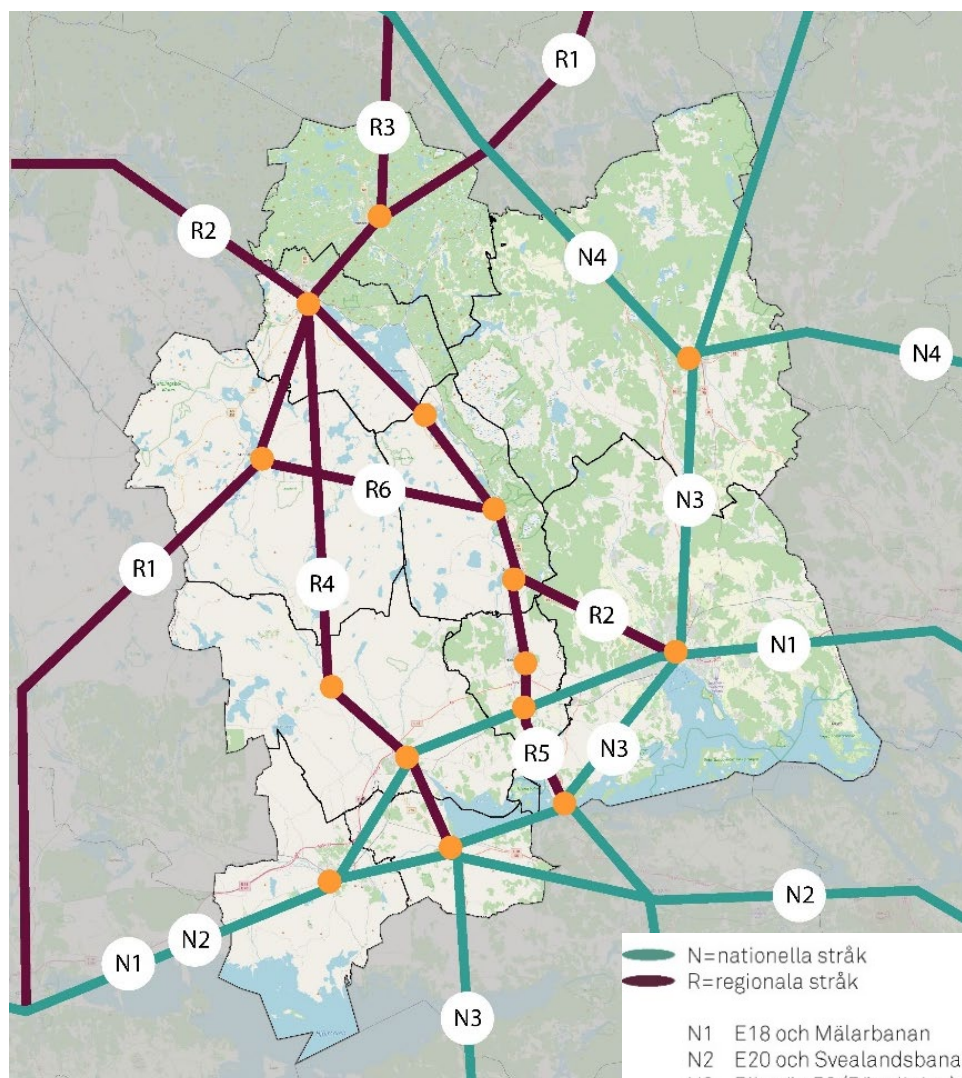 R1
R3
R2
N4
N4
R6
N3
R1
R4
R2
N1
R5
N3
N2
N2
N1
N3
N=nationella stråk
R=regionala stråk
N1 E18 och Mälarbanan
N2 E20 och Svealandsbana